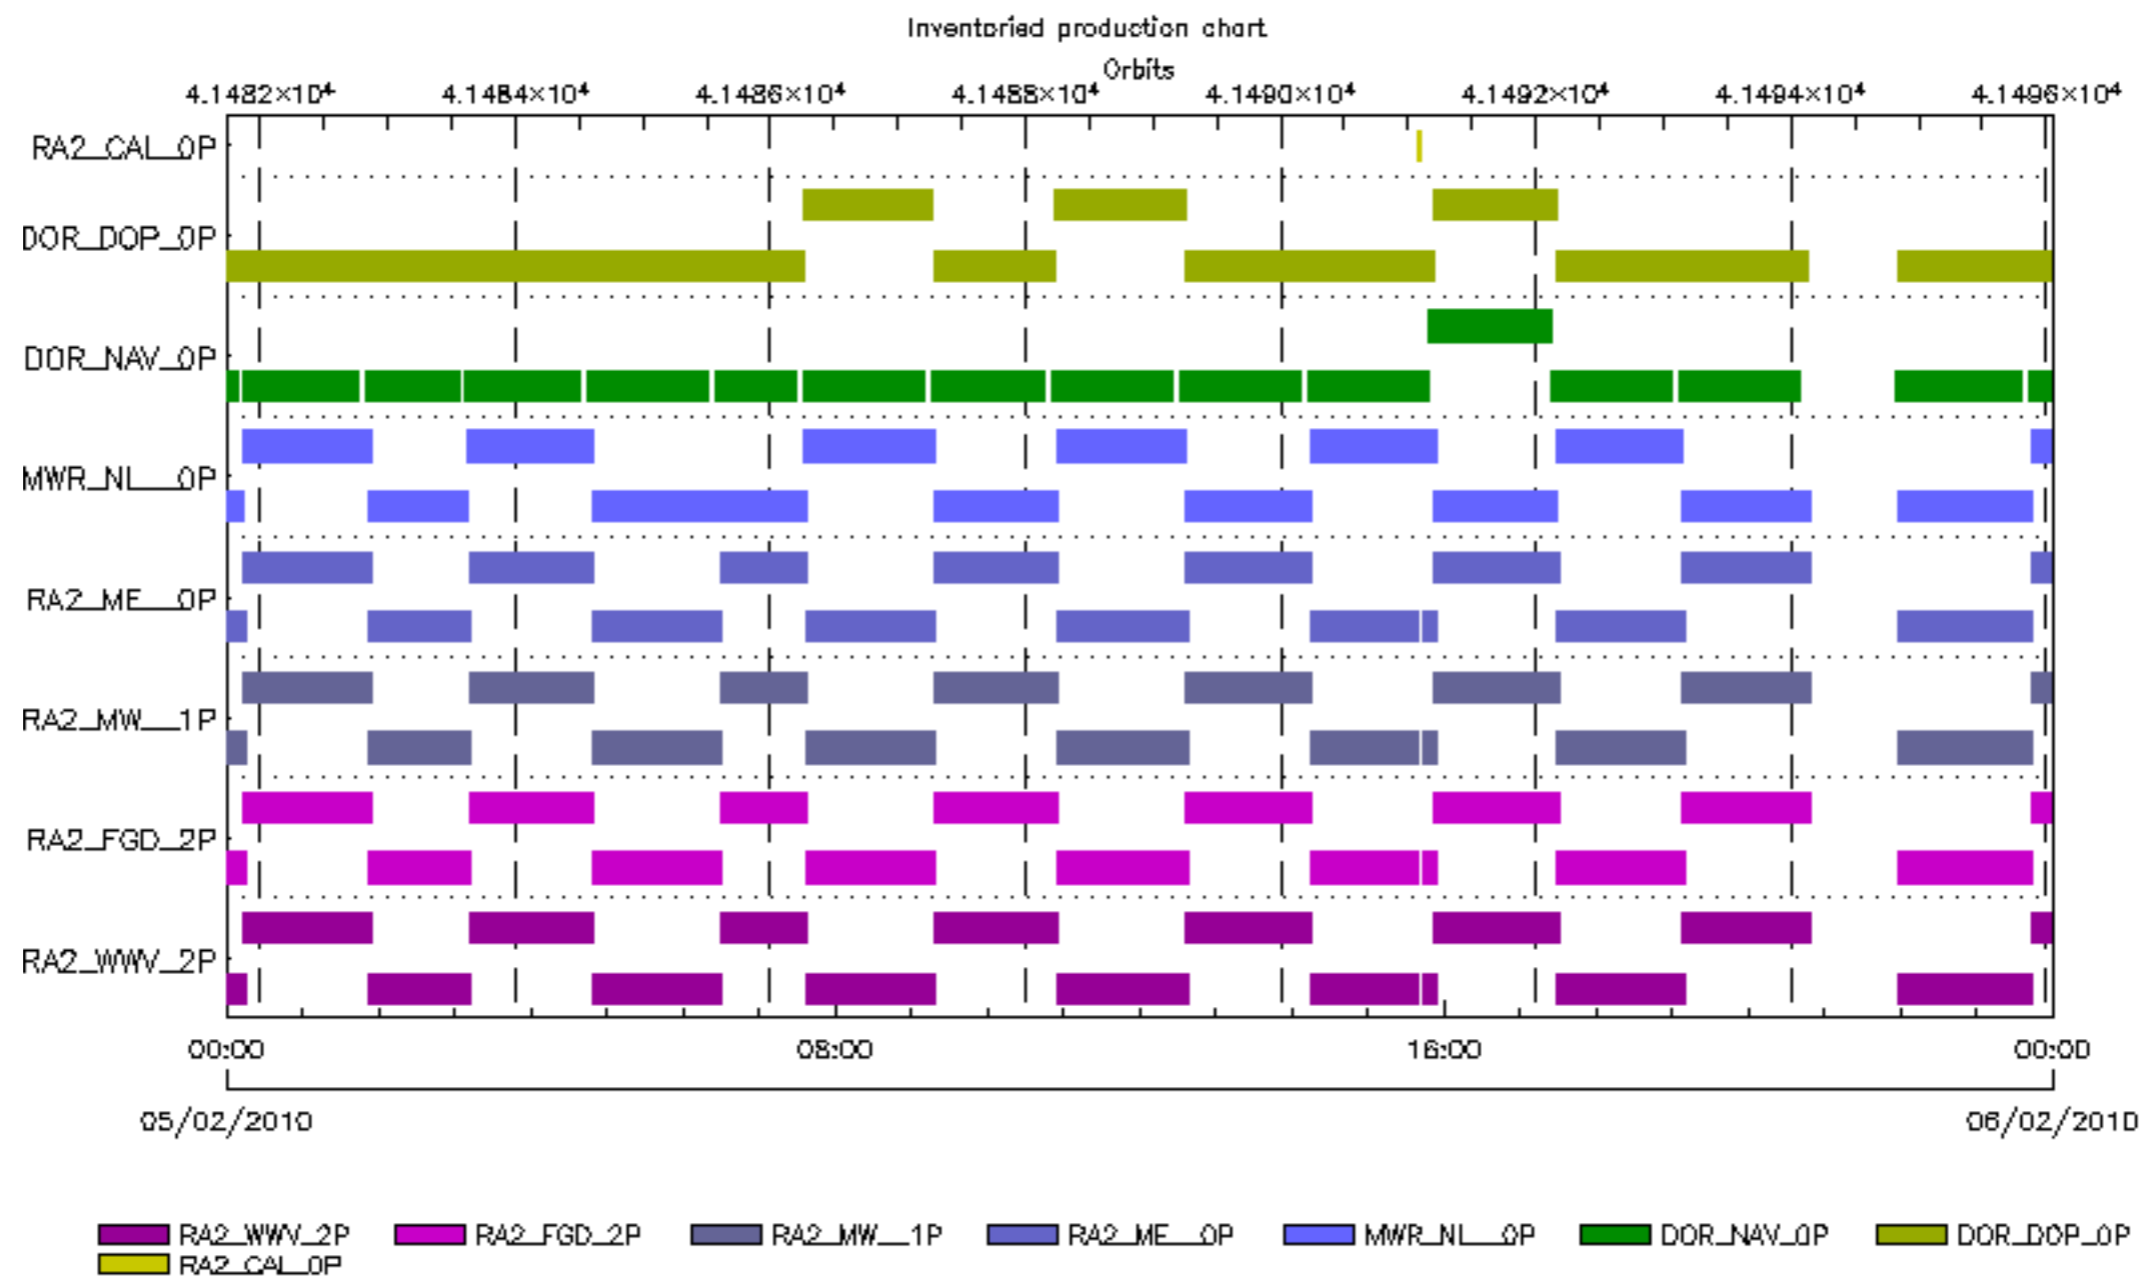 Inventoried production chart
Orbits
4.1482×10⁴ 4.1484×10⁴ 4.1486×10⁴ 4.1488×10⁴ 4.1490×10⁴ 4.1492×10⁴ 4.1494×10⁴ 4.1496×10⁴
RA2_CAL_0P
DOR_DOP_0P
DOR_NAV_0P
MWR_NL__0P
RA2_ME__0P
RA2_MW__1P
RA2_FGD_2P
RA2_WWV_2P
00:00 08:00 16:00 00:00
05/02/2010 06/02/2010
RA2_WWV_2P RA2_FGD_2P RA2_MW__1P RA2_ME__0P MWR_NL__0P DOR_NAV_0P DOR_DOP_0P
RA2_CAL_0P